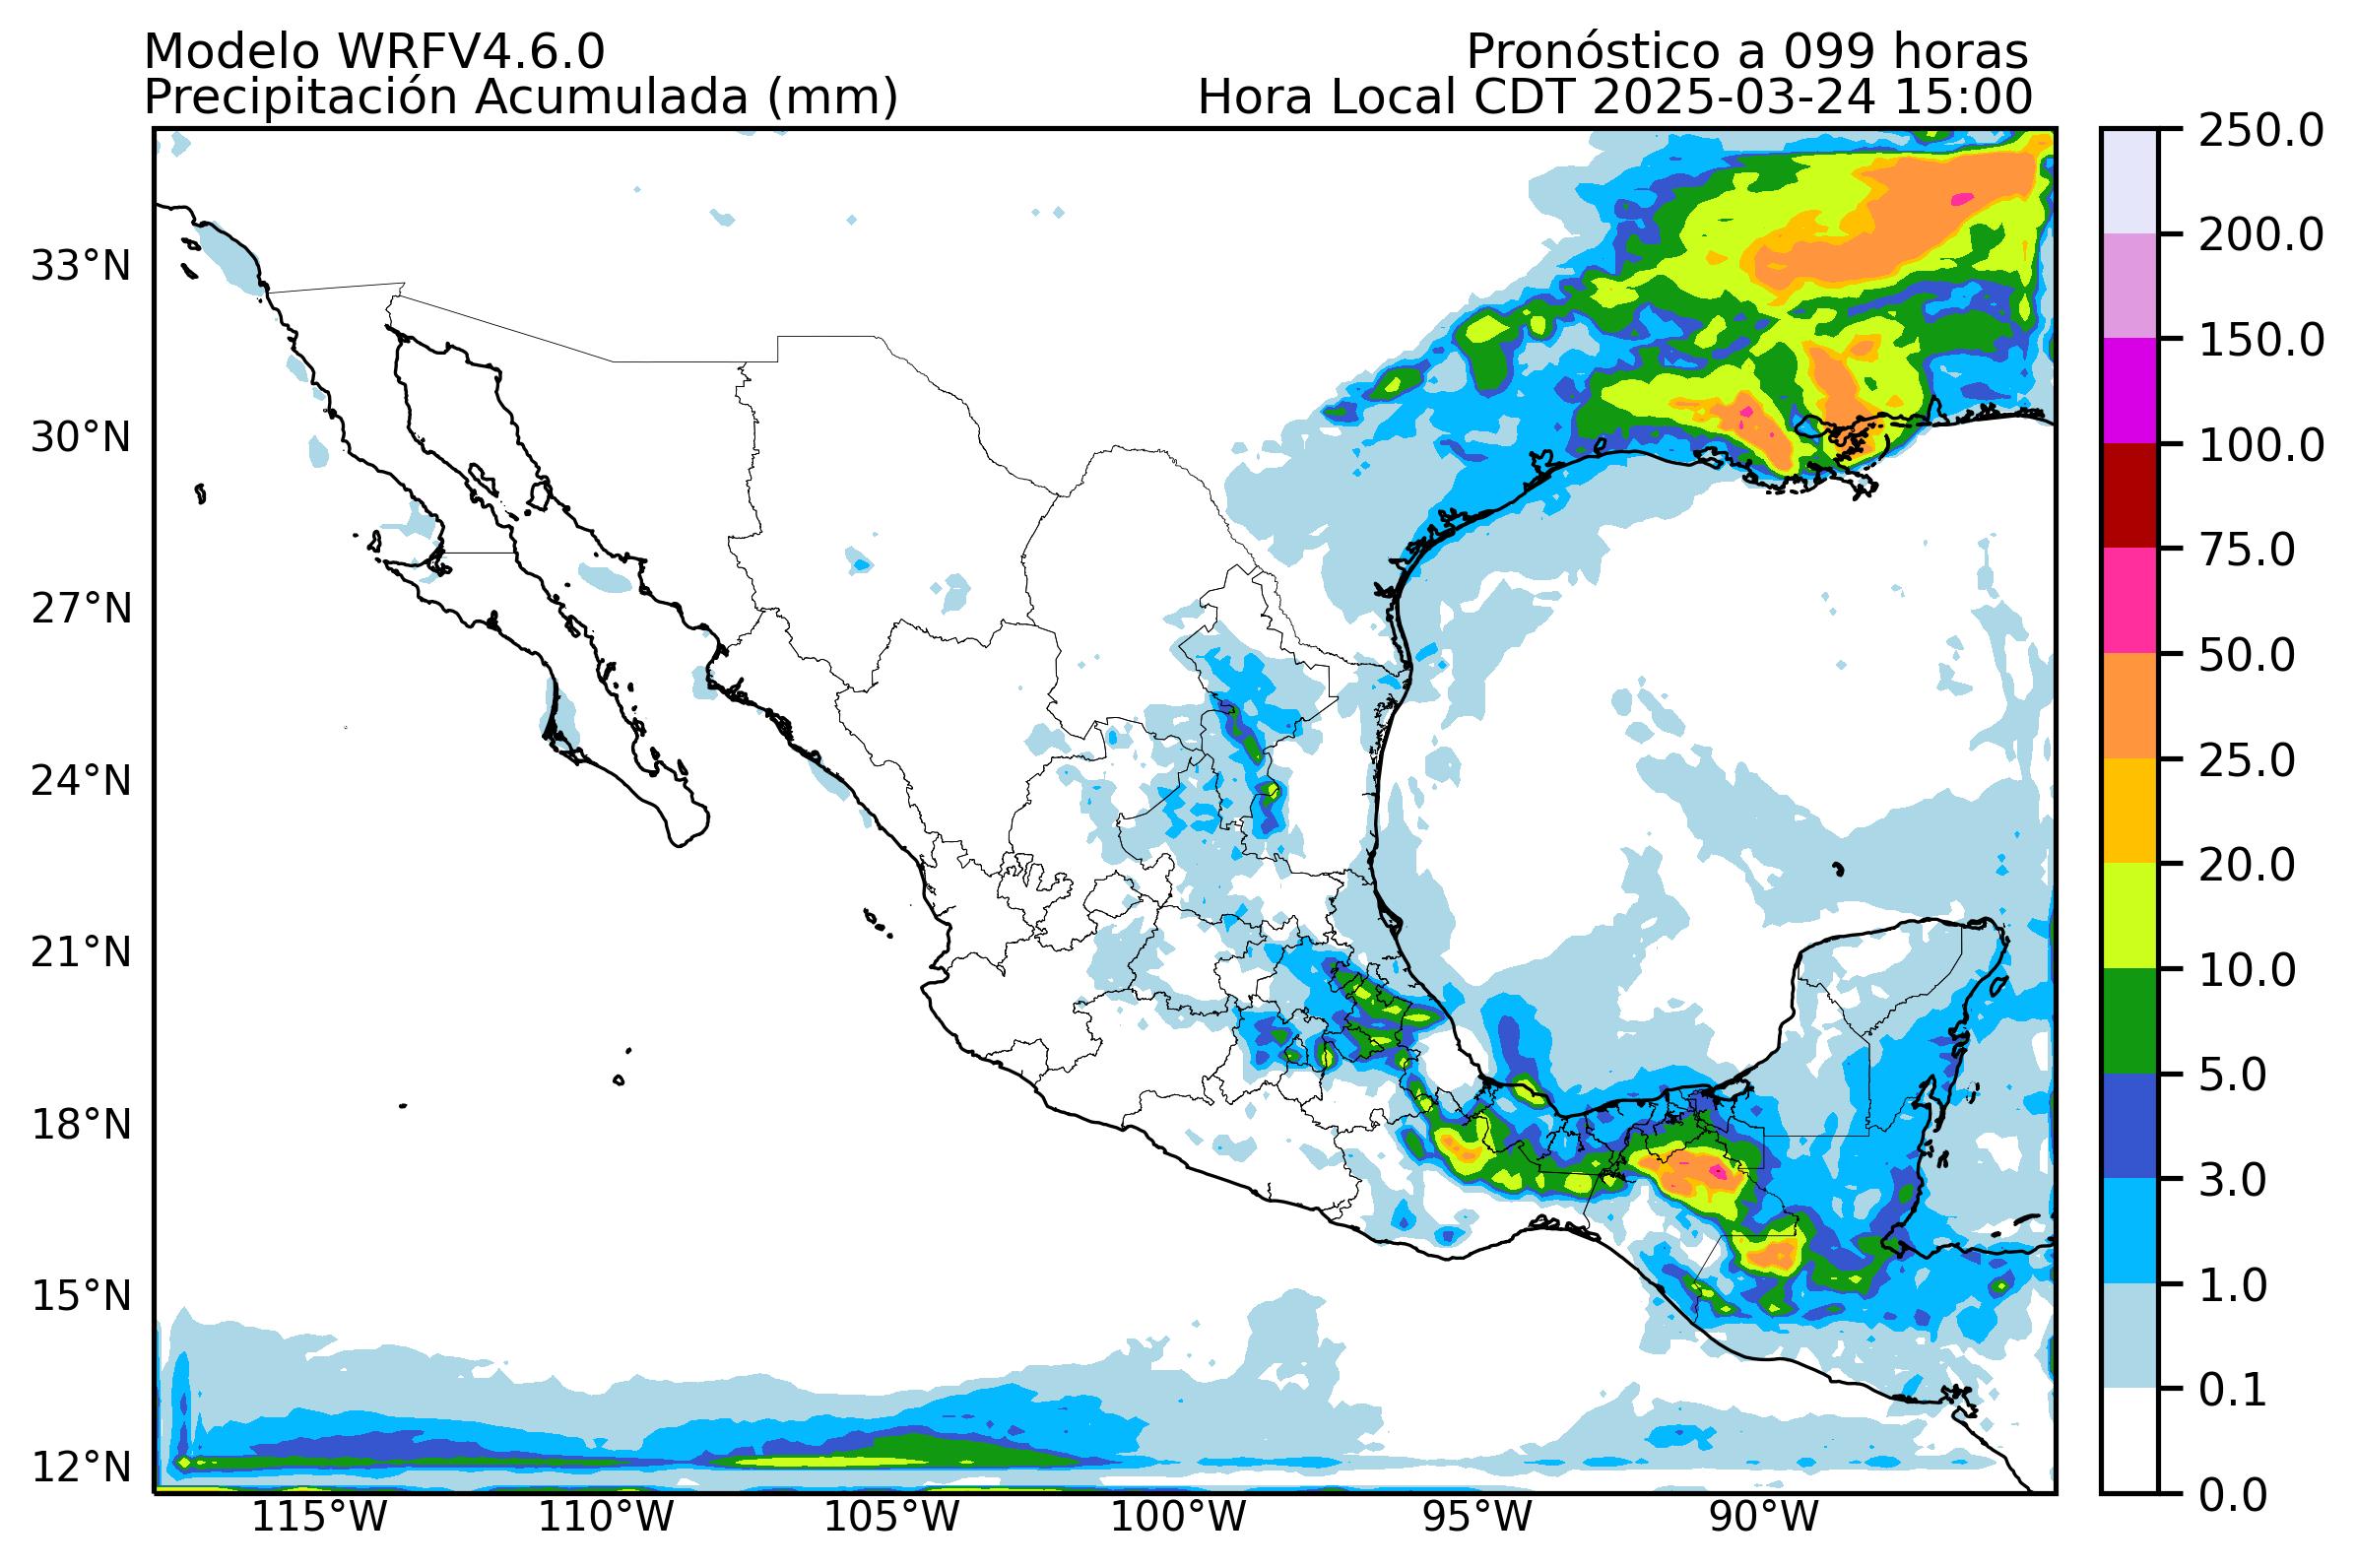 Modelo WRFV4.6.0
Pronóstico a 099 horas
Precipitación Acumulada (mm)
Hora Local CDT 2025-03-24 15:00
33°N
30°N
27°N
24°N
21°N
18°N
15°N
12°N
115°W
110°W
105°W
100°W
95°W
90°W
250.0
200.0
150.0
100.0
75.0
50.0
25.0
20.0
10.0
5.0
3.0
1.0
0.1
0.0